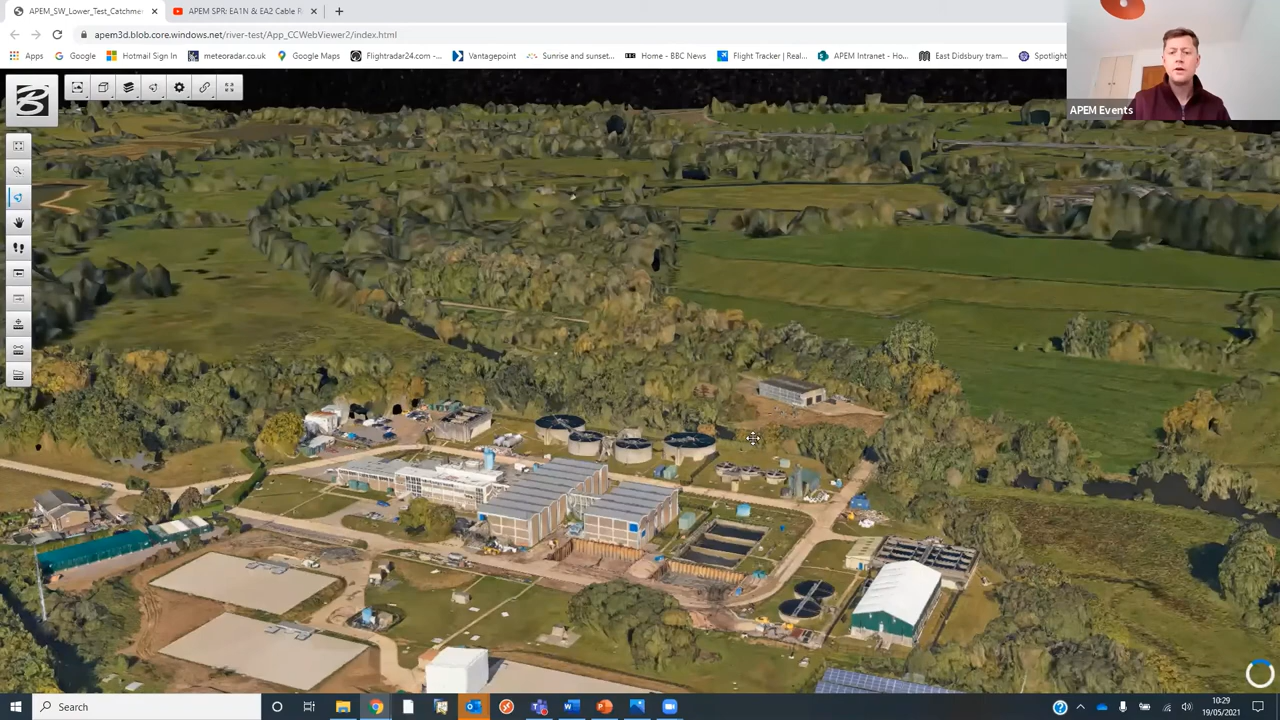 APEM_SW_Lower_Test_Catchme
APEM SPR: EA1N & EA2 Cable R
apem3d.blob.core.windows.net/river-test/App_CCWebViewer2/index.html
Apps
Google
Hotmail Sign In
meteoradar.co.uk
Google Maps
Flightradar24.com -...
Vantagepoint
Sunrise and sunset...
Home - BBC News
Flight Tracker | Real...
APEM Intranet - Ho...
East Didsbury tram...
Spotlight
APEM Events
Search
10:29
19/05/2021